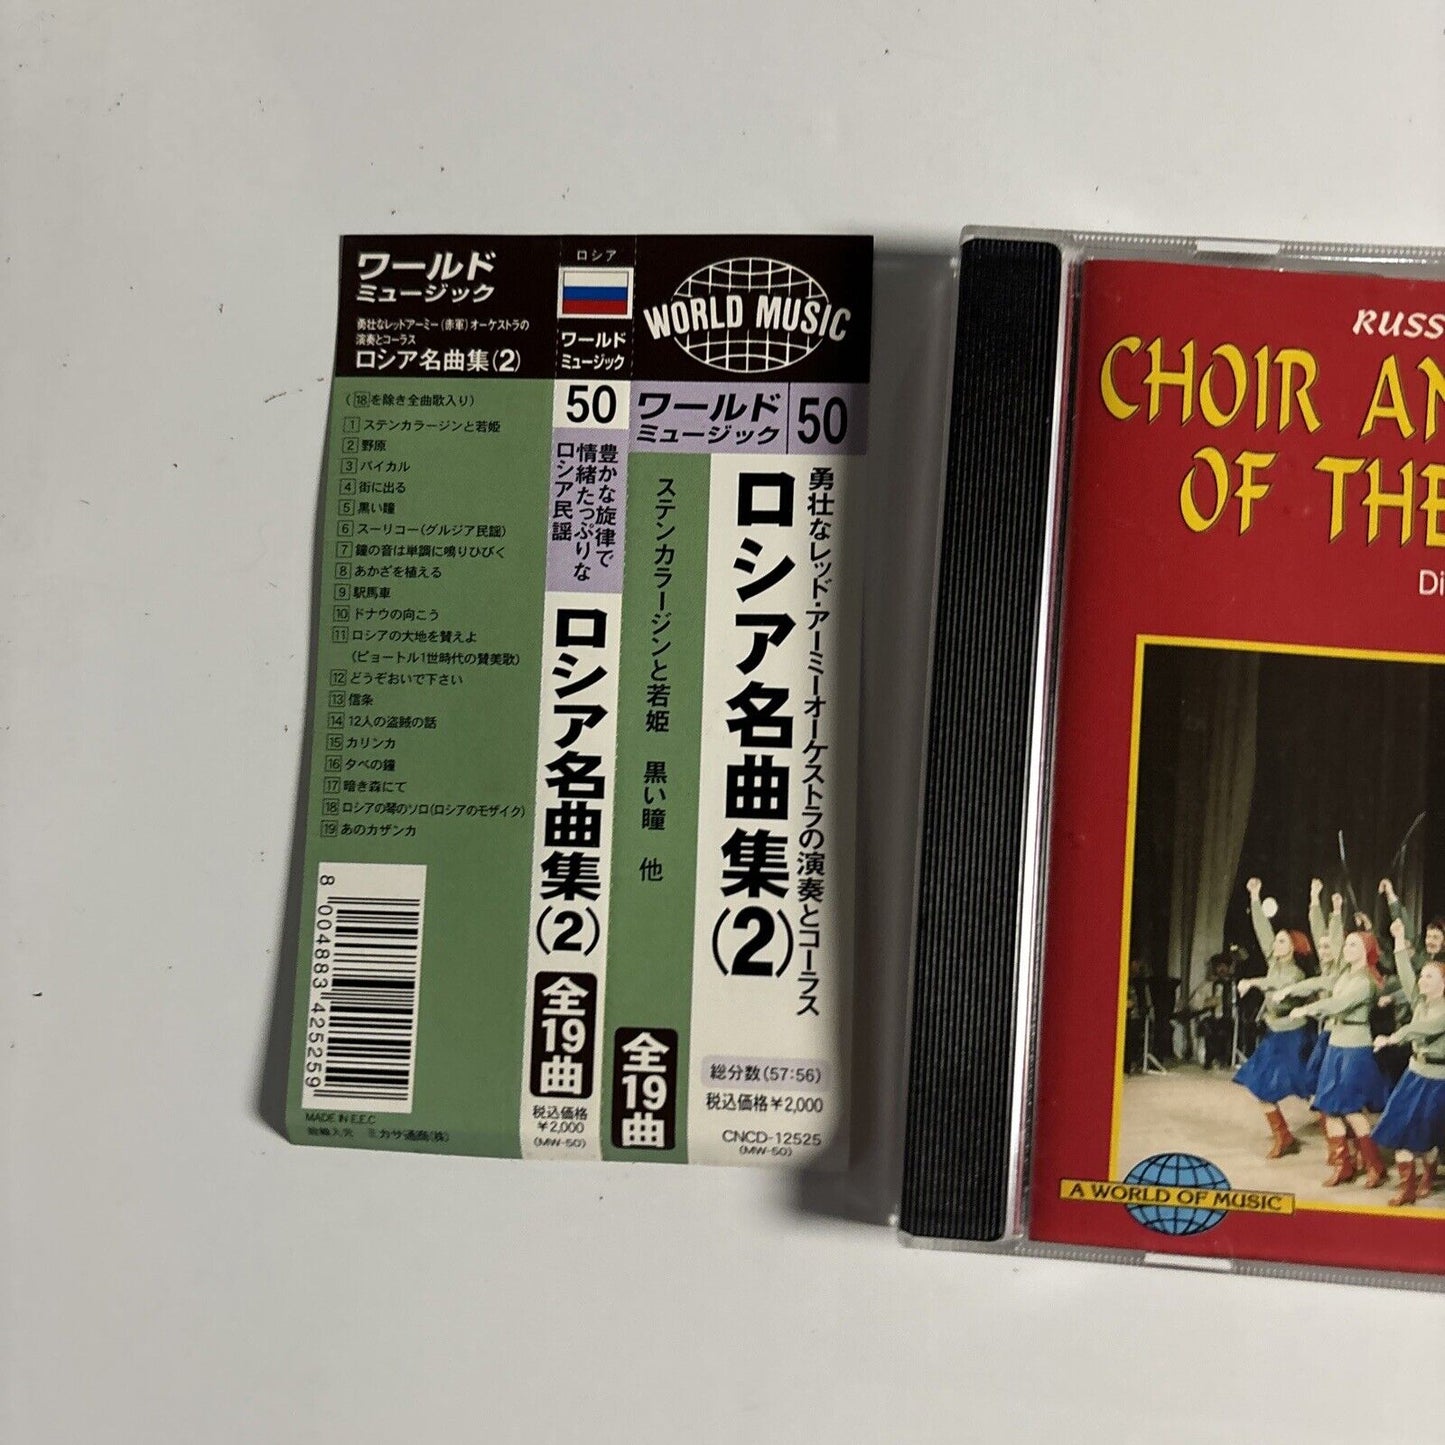 ワールド
ミュージック
勇壮なレッドアーミー(赤軍)オーケストラの
演奏とコーラス
ロシア名曲集(2)
(18を除き全曲歌入り)
1 ステンカラージンと若姫
2 野原
3 バイカル
4 街に出る
5 黒い瞳
6 スーリコー(グルジア民謡)
7 鐘の音は単調に鳴りひびく
8 あかざを植える
9 駅馬車
10 ドナウの向こう
11 ロシアの大地を賛えよ
(ピョートル1世時代の賛美歌)
12 どうぞおいで下さい
13 信条
14 12人の盗賊の話
15 カリンカ
16 夕べの鐘
17 暗き森にて
18 ロシアの琴のソロ(ロシアのモザイク)
19 あのカザンカ
8 004883 425259
MADE IN E.E.C
輸入元 ミカサ通商(株)
ロシア
ワールド
ミュージック
50
豊かな旋律で
情緒たっぷりな
ロシア民謡
ロシア名曲集(2)
全19曲
税込価格
¥2,000
(MW-50)
WORLD MUSIC
ワールド
ミュージック
50
勇壮なレッド・アーミーオーケストラの演奏とコーラス
ロシア名曲集(2)
ステンカラージンと若姫 黒い瞳 他
全19曲
総分数(57:56)
税込価格¥2,000
CNCD-12525
(MW-50)
RUSS
CHOIR AN
OF THE
Di
A WORLD OF MUSIC